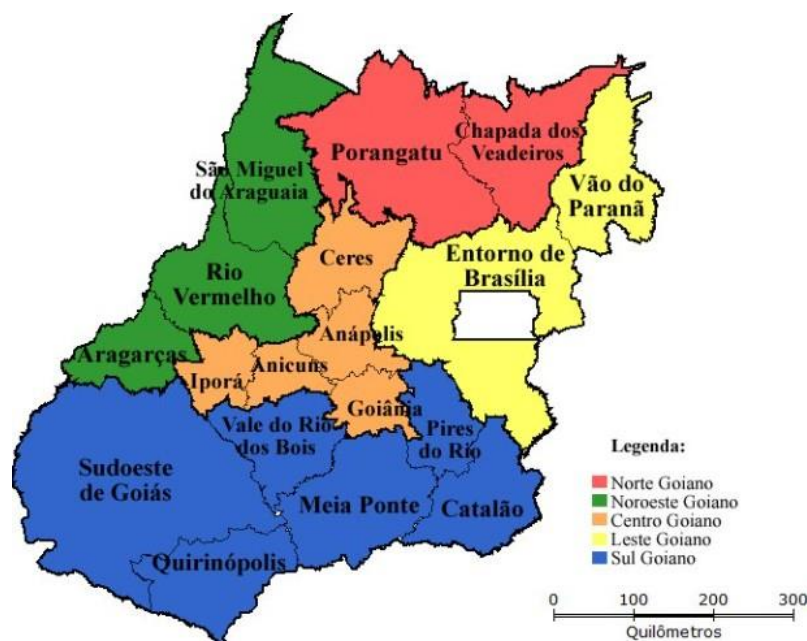 Chapada dos
Veadeiros
Porangatu
São Miguel
do Araguaia
Vão do
Paranã
Ceres
Entorno de
Brasília
Rio
Vermelho
Anápolis
Aragarças
Iporá
Anicuns
Goiânia
Vale do Rio
dos Bois
Pires
do Rio
Sudoeste
de Goiás
Meia Ponte
Catalão
Quirinópolis
Legenda:
Norte Goiano
Noroeste Goiano
Centro Goiano
Leste Goiano
Sul Goiano
0 100 200 300
Quilômetros